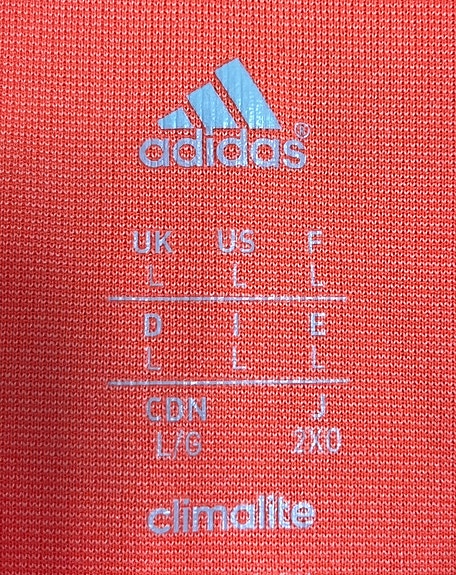 adidas®
UK US F
L L L
D I E
L L L
CDN J
L/G 2XO
climalite